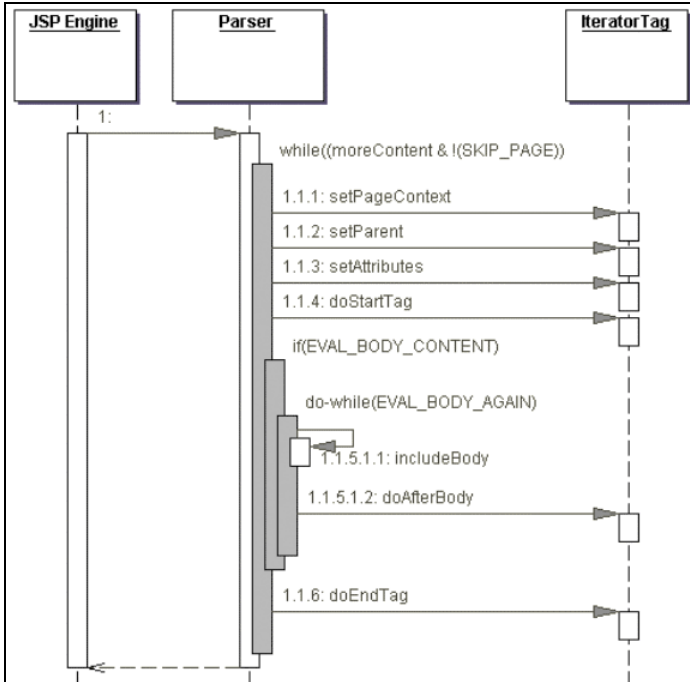 JSP Engine
Parser
IteratorTag
1:
while((moreContent & !(SKIP_PAGE))
1.1.1: setPageContext
1.1.2: setParent
1.1.3: setAttributes
1.1.4: doStartTag
if(EVAL_BODY_CONTENT)
do-while(EVAL_BODY_AGAIN)
1.1.5.1.1: includeBody
1.1.5.1.2: doAfterBody
1.1.6: doEndTag